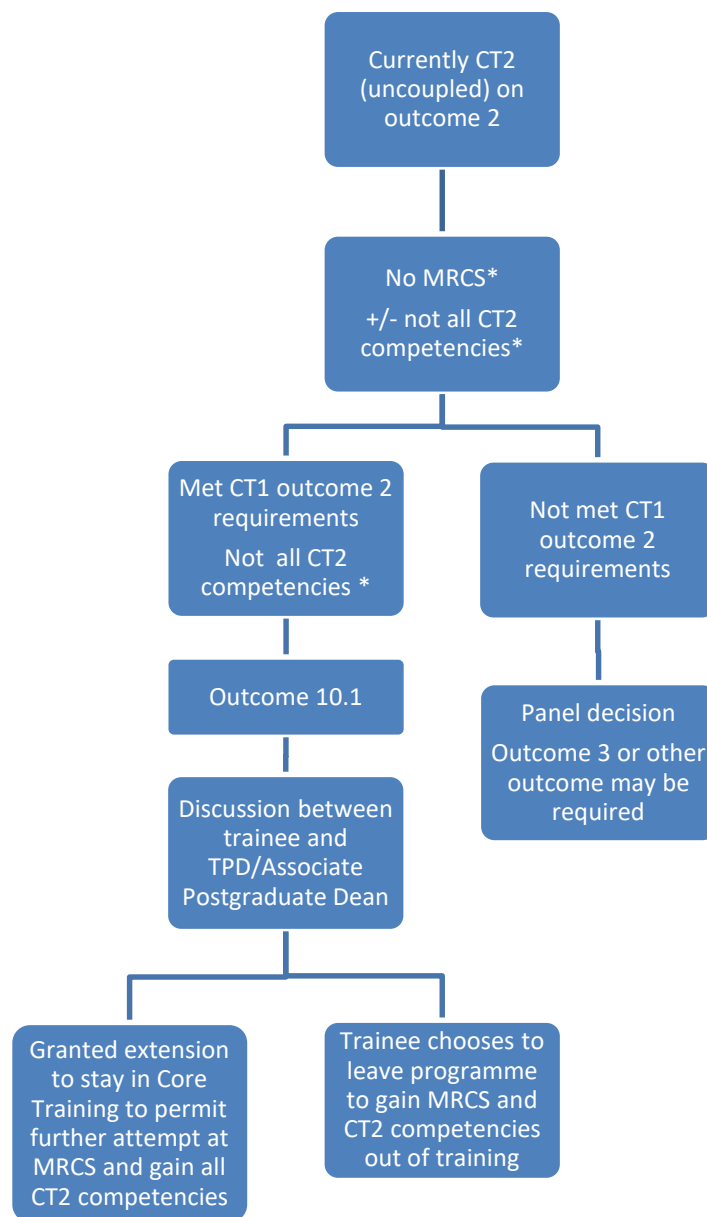 Currently CT2
(uncoupled) on
outcome 2
No MRCS*
+/- not all CT2
competencies*
Met CT1 outcome 2
requirements
Not all CT2
competencies *
Not met CT1
outcome 2
requirements
Outcome 10.1
Panel decision
Outcome 3 or other
outcome may be
required
Discussion between
trainee and
TPD/Associate
Postgraduate Dean
Granted extension
to stay in Core
Training to permit
further attempt at
MRCS and gain all
CT2 competencies
Trainee chooses to
leave programme
to gain MRCS and
CT2 competencies
out of training